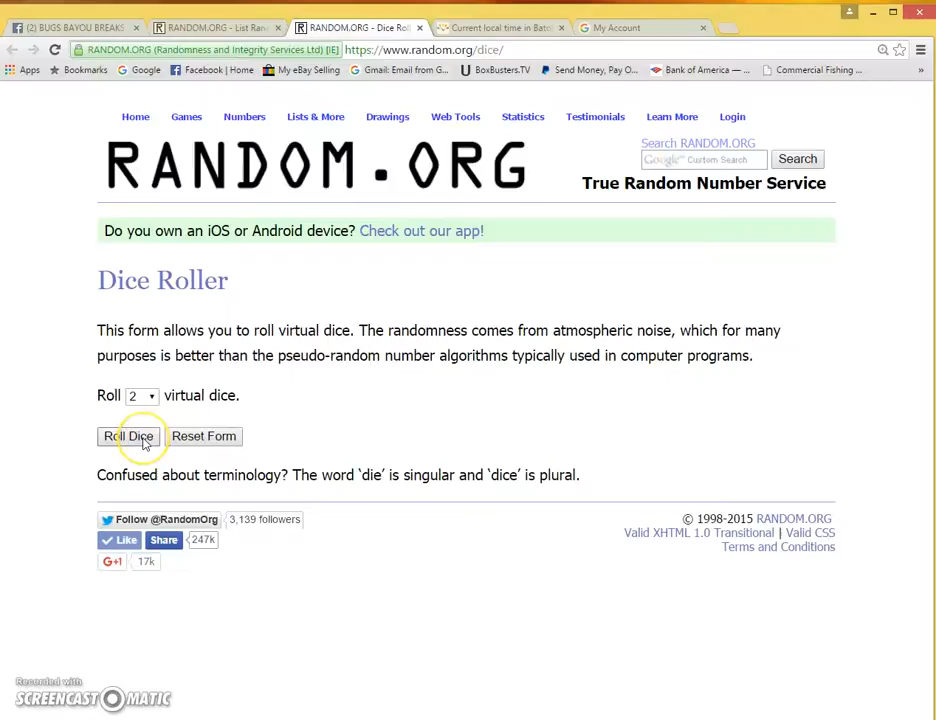 (2) BUGS BAYOU BREAKS
RANDOM.ORG - List Ran
RANDOM.ORG - Dice Rol
Current local time in Bato
My Account
RANDOM.ORG (Randomness and Integrity Services Ltd) [IE] https://www.random.org/dice/
Apps Bookmarks Google Facebook | Home My eBay Selling Gmail: Email from G... BoxBusters.TV Send Money, Pay O... Bank of America — ... Commercial Fishing ... »
Home Games Numbers Lists & More Drawings Web Tools Statistics Testimonials Learn More Login
Search RANDOM.ORG
Google™ Custom Search Search
RANDOM.ORG
True Random Number Service
Do you own an iOS or Android device? Check out our app!
Dice Roller
This form allows you to roll virtual dice. The randomness comes from atmospheric noise, which for many
purposes is better than the pseudo-random number algorithms typically used in computer programs.
Roll 2 virtual dice.
Roll Dice Reset Form
Confused about terminology? The word ‘die’ is singular and ‘dice’ is plural.
Follow @RandomOrg 3,139 followers
Like Share 247k
G+1 17k
© 1998-2015 RANDOM.ORG
Valid XHTML 1.0 Transitional | Valid CSS
Terms and Conditions
Recorded with
SCREENCAST MATIC